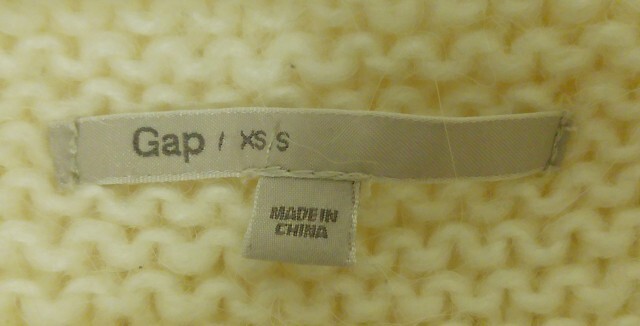 Gap / XS/S
MADE IN
CHINA